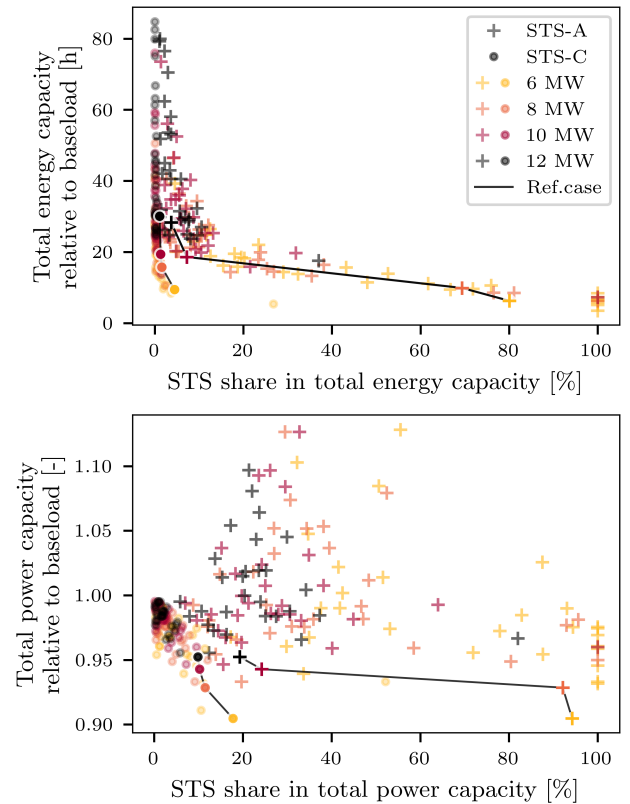 80
60
40
20
0
Total energy capacity
relative to baseload [h]
STS-A
STS-C
6 MW
8 MW
10 MW
12 MW
Ref.case
0 20 40 60 80 100
STS share in total energy capacity [%]
1.10
1.05
1.00
0.95
0.90
Total power capacity
relative to baseload [-]
0 20 40 60 80 100
STS share in total power capacity [%]